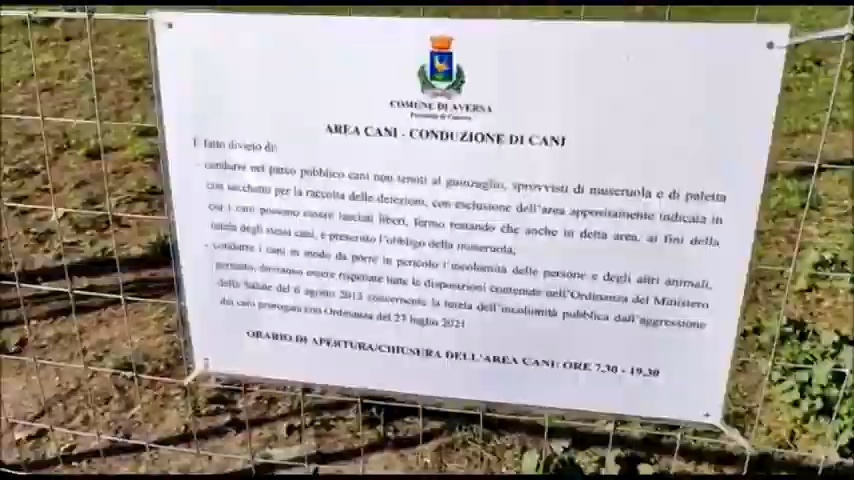 COMUNE DI AVERSA
Provincia di Caserta
AREA CANI - CONDUZIONE DI CANI
È fatto divieto di:
- condurre nel parco pubblico cani non tenuti al guinzaglio, sprovvisti di museruola e di paletta
con sacchetto per la raccolta delle deiezioni, con esclusione dell'area appositamente indicata in
cui i cani possono essere lasciati liberi, fermo restando che anche in detta area, ai fini della
tutela degli stessi cani, è prescritto l'obbligo della museruola;
- condurre i cani in modo da porre in pericolo l'incolumità delle persone e degli altri animali,
pertanto, dovranno essere rispettate tutte le disposizioni contenute nell'Ordinanza del Ministero
della Salute del 6 agosto 2013 concernente la tutela dell'incolumità pubblica dall'aggressione
dei cani prorogata con Ordinanza del 27 luglio 2021
ORARIO DI APERTURA/CHIUSURA DELL'AREA CANI: ORE 7,30 - 19,30